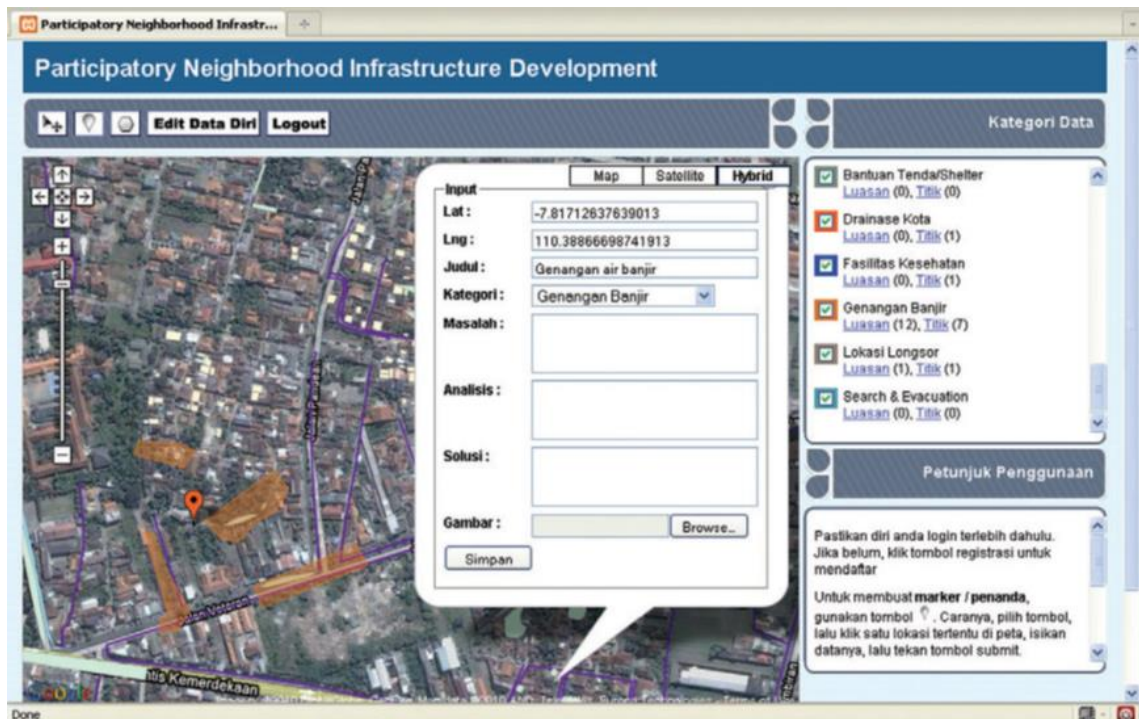 Participatory Neighborhood Infrastr...
Participatory Neighborhood Infrastructure Development
Edit Data Diri Logout
Kategori Data
Map Satellite Hybrid
Input
Lat : -7.81712637639013
Lng : 110.38866698741913
Judul : Genangan air banjir
Kategori : Genangan Banjir
Masalah :
Analisis :
Solusi :
Gambar : Browse...
Simpan
Jalan Pandean
Jalan Veteran
tis Kemerdekaan
Bantuan Tenda/Shelter
Luasan (0), Titik (0)
Drainase Kota
Luasan (0), Titik (1)
Fasilitas Kesehatan
Luasan (0), Titik (1)
Genangan Banjir
Luasan (12), Titik (7)
Lokasi Longsor
Luasan (1), Titik (1)
Search & Evacuation
Luasan (0), Titik (0)
Petunjuk Penggunaan
Pastikan diri anda login terlebih dahulu.
Jika belum, klik tombol registrasi untuk
mendaftar
Untuk membuat marker / penanda,
gunakan tombol . Caranya, pilih tombol,
lalu klik satu lokasi tertentu di peta, isikan
datanya, lalu tekan tombol submit.
Done